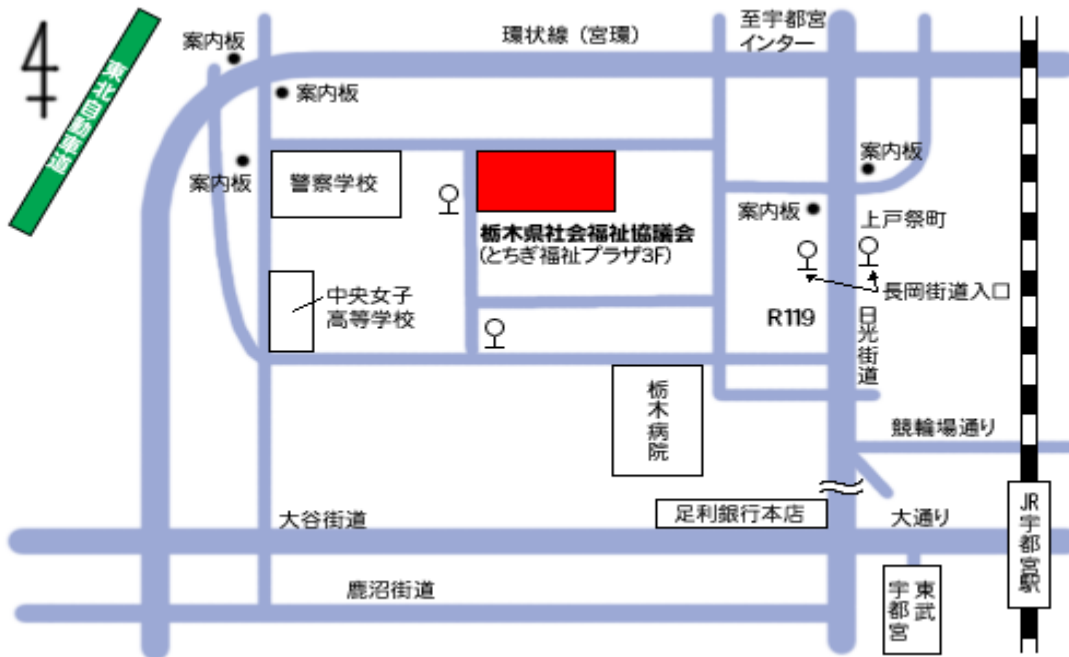 東北自動車道
案内板
環状線（宮環）
至宇都宮
インター
案内板
案内板
警察学校
案内板
案内板
上戸祭町
栃木県社会福祉協議会
(とちぎ福祉プラザ3F)
長岡街道入口
中央女子
高等学校
R119
日光街道
栃木病院
競輪場通り
足利銀行本店
大谷街道
大通り
JR宇都宮駅
鹿沼街道
東武
宇都宮